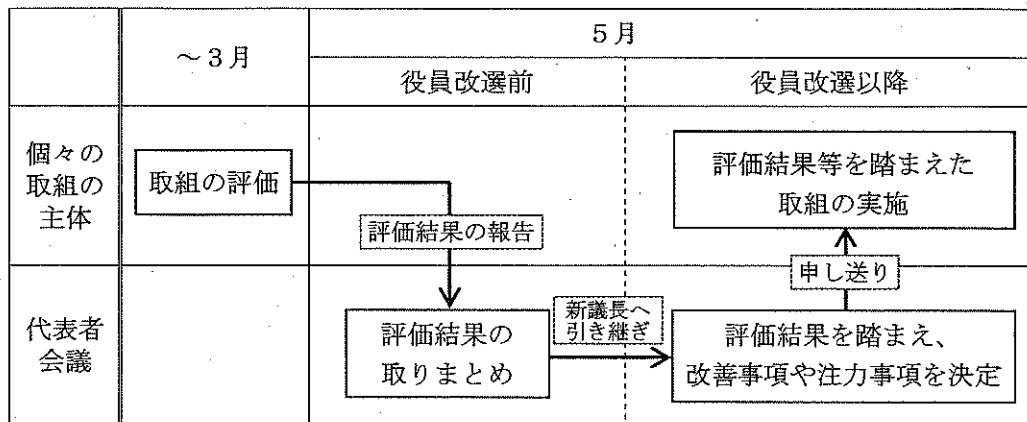 ~3月
5月
役員改選前
役員改選以降
個々の
取組の
主体
取組の評価
評価結果の報告
評価結果等を踏まえた
取組の実施
申し送り
代表者
会議
評価結果の
取りまとめ
新議長へ
引き継ぎ
評価結果を踏まえ、
改善事項や注力事項を決定